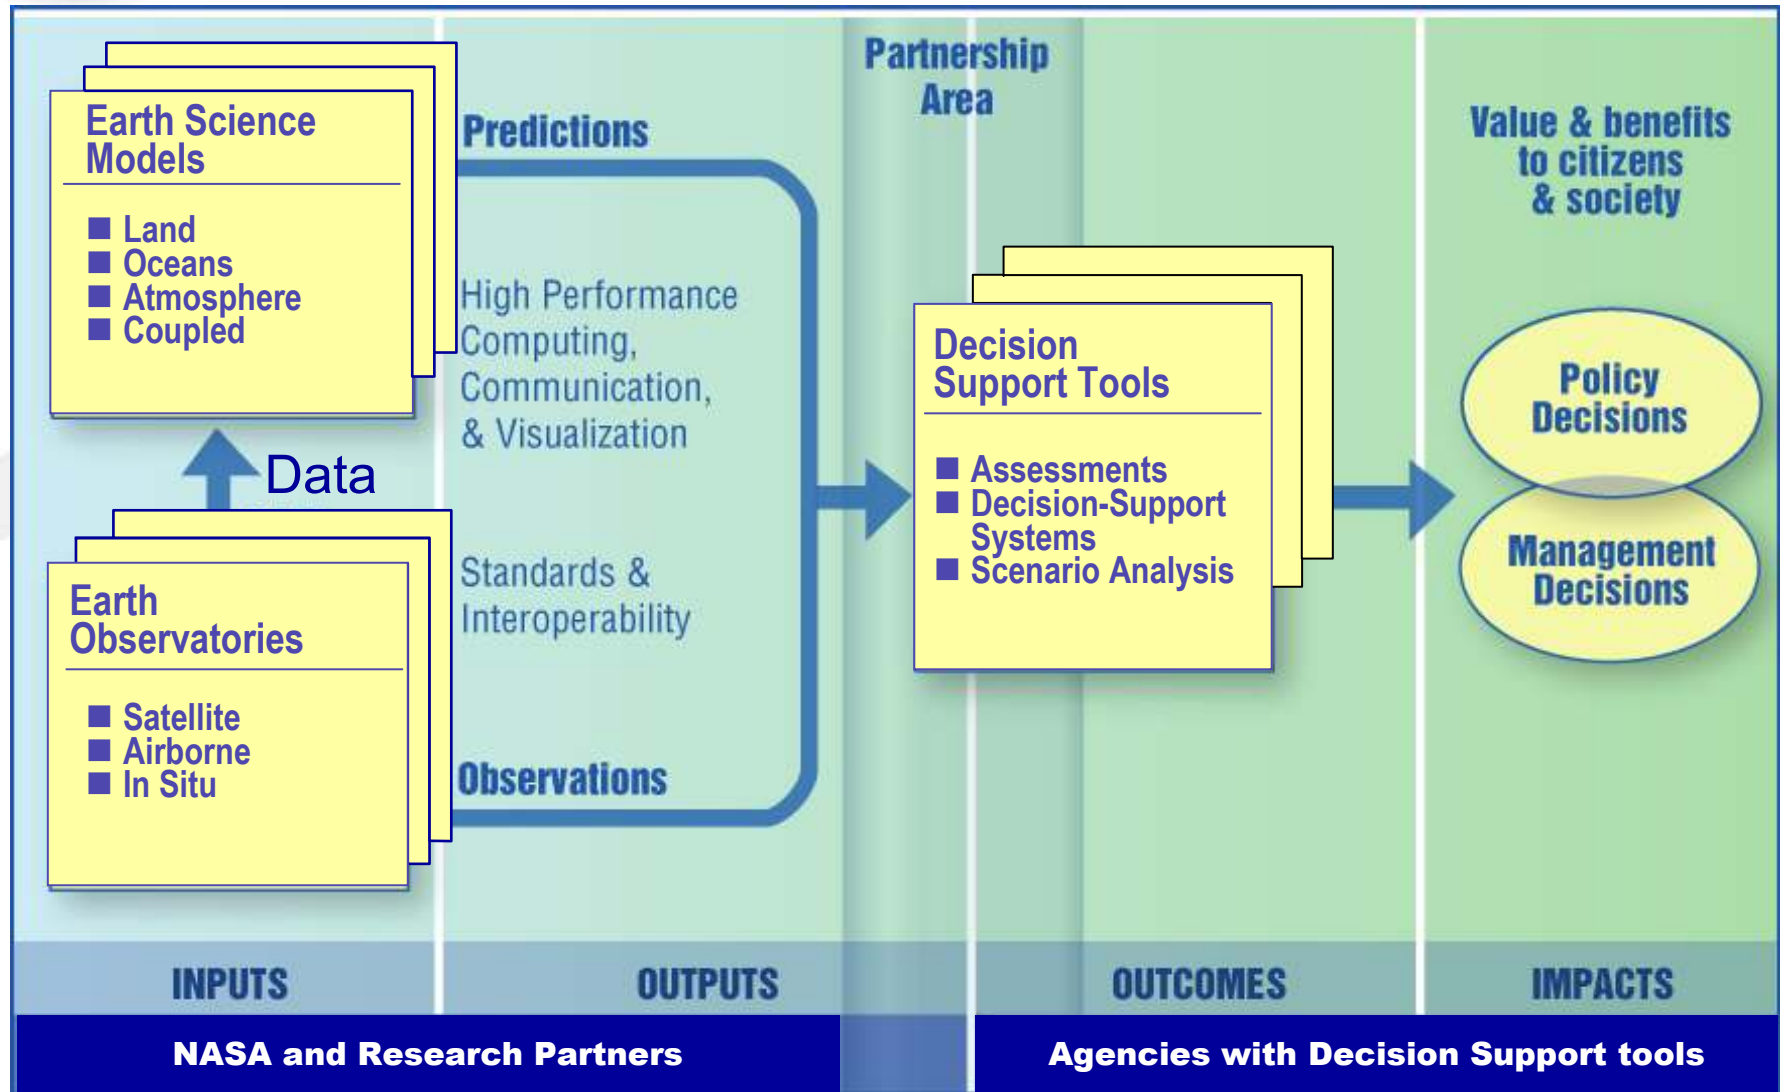 Earth Science
Models
Land
Oceans
Atmosphere
Coupled
Data
Earth
Observatories
Satellite
Airborne
In Situ
Predictions
High Performance
Computing,
Communication,
& Visualization
Standards &
Interoperability
Observations
Partnership
Area
Decision
Support Tools
Assessments
Decision-Support
Systems
Scenario Analysis
Value & benefits
to citizens
& society
Policy
Decisions
Management
Decisions
INPUTS
OUTPUTS
OUTCOMES
IMPACTS
NASA and Research Partners
Agencies with Decision Support tools